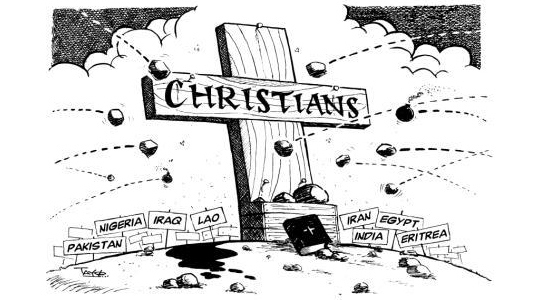 CHRISTIANS
NIGERIA
IRAQ
LAO
PAKISTAN
IRAN
EGYPT
INDIA
ERITREA